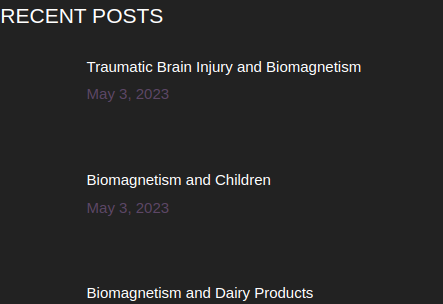 RECENT POSTS
Traumatic Brain Injury and Biomagnetism
May 3, 2023
Biomagnetism and Children
May 3, 2023
Biomagnetism and Dairy Products